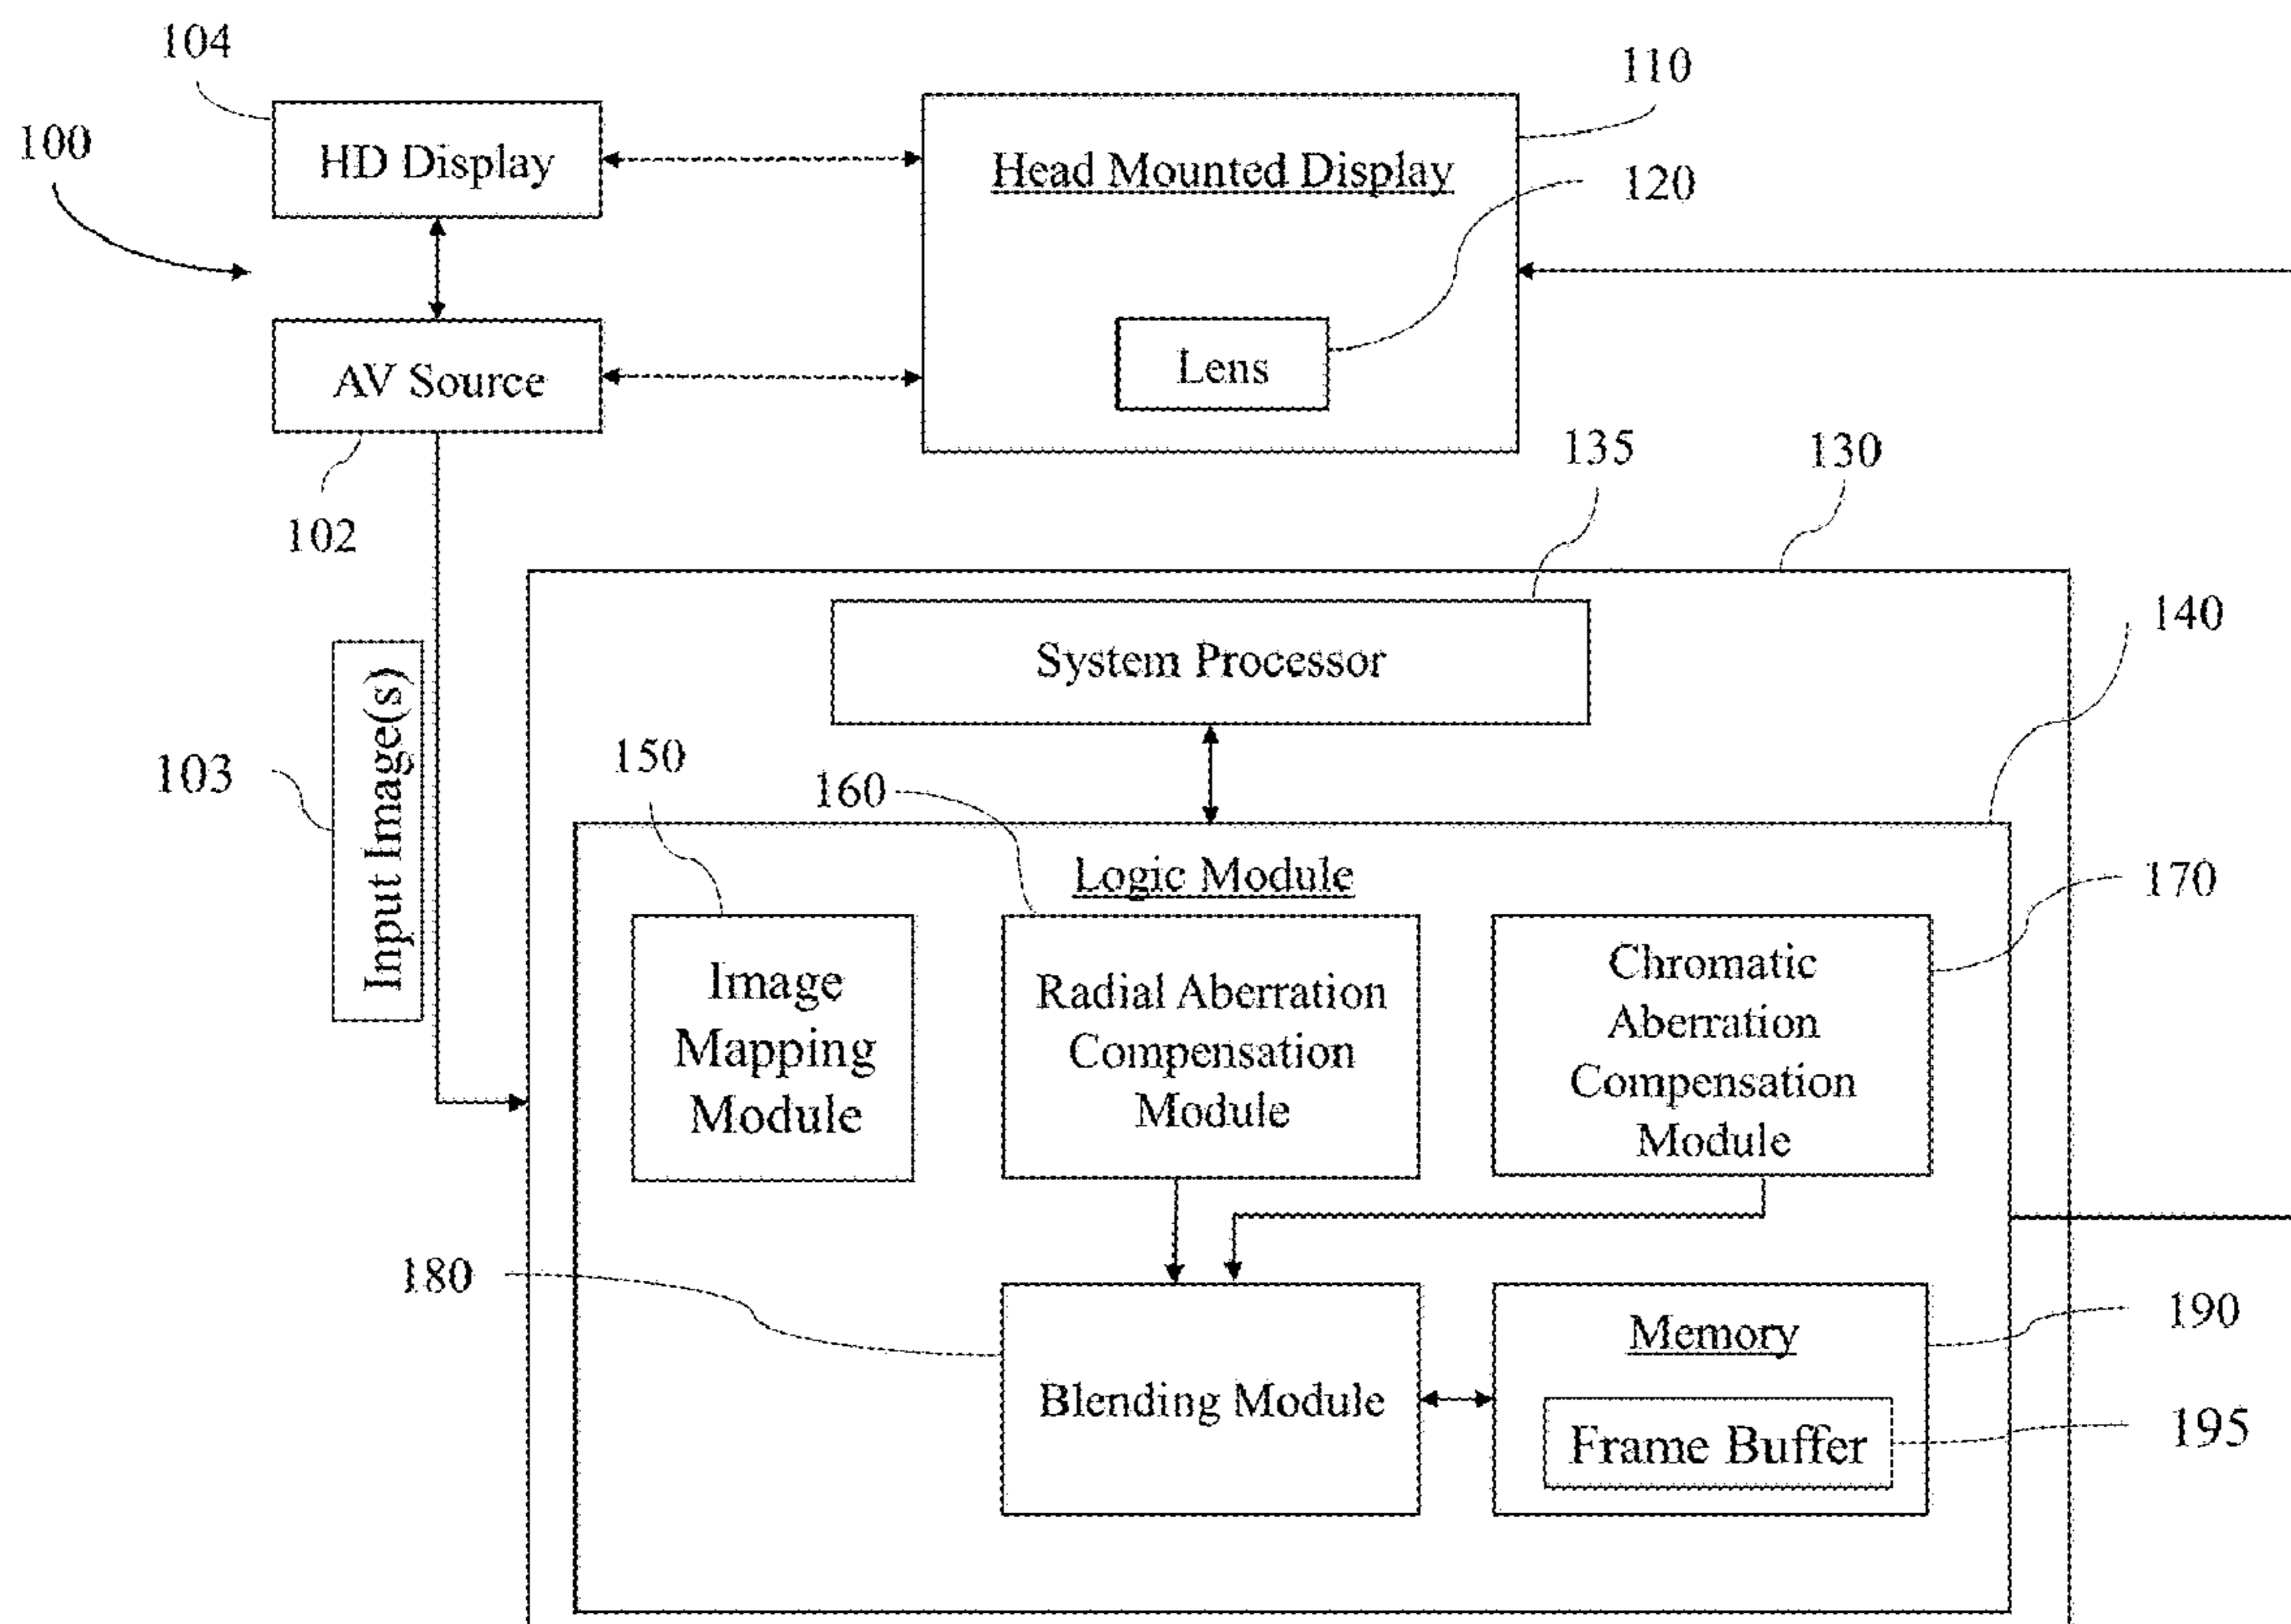 104
110
100
HD Display
Head Mounted Display
120
AV Source
Lens
102
135
130
140
System Processor
103
Input Image(s)
150
160
Logic Module
170
Image
Mapping
Module
Radial Aberration
Compensation
Module
Chromatic
Aberration
Compensation
Module
180
190
Memory
Blending Module
Frame Buffer
195